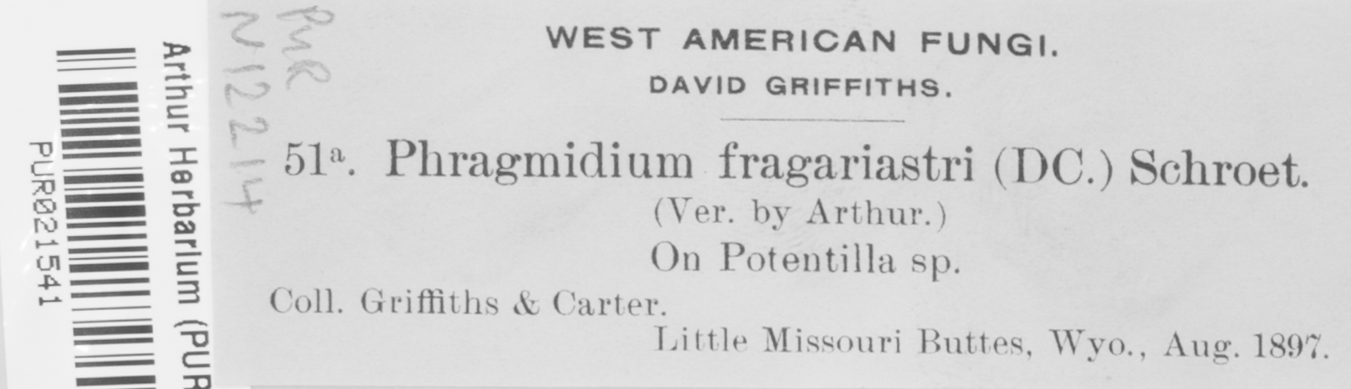 PUR021541
Arthur Herbarium (PUR
PUR
N12214
WEST AMERICAN FUNGI.
DAVID GRIFFITHS.
51a. Phragmidium fragariastri (DC.) Schroet.
(Ver. by Arthur.)
On Potentilla sp.
Coll. Griffiths & Carter.
Little Missouri Buttes, Wyo., Aug. 1897.